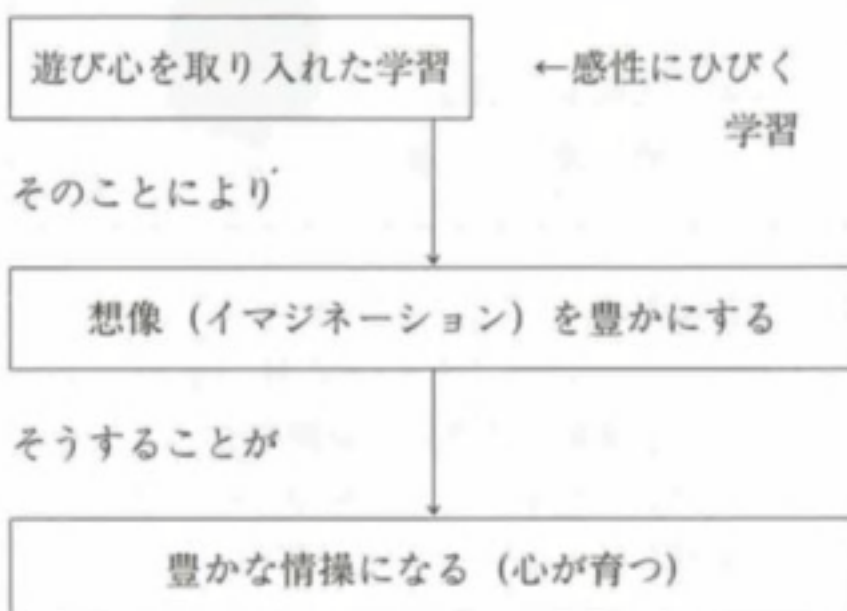 遊び心を取り入れた学習　←感性にひびく
学習
そのことにより
想像（イマジネーション）を豊かにする
そうすることが
豊かな情操になる（心が育つ）